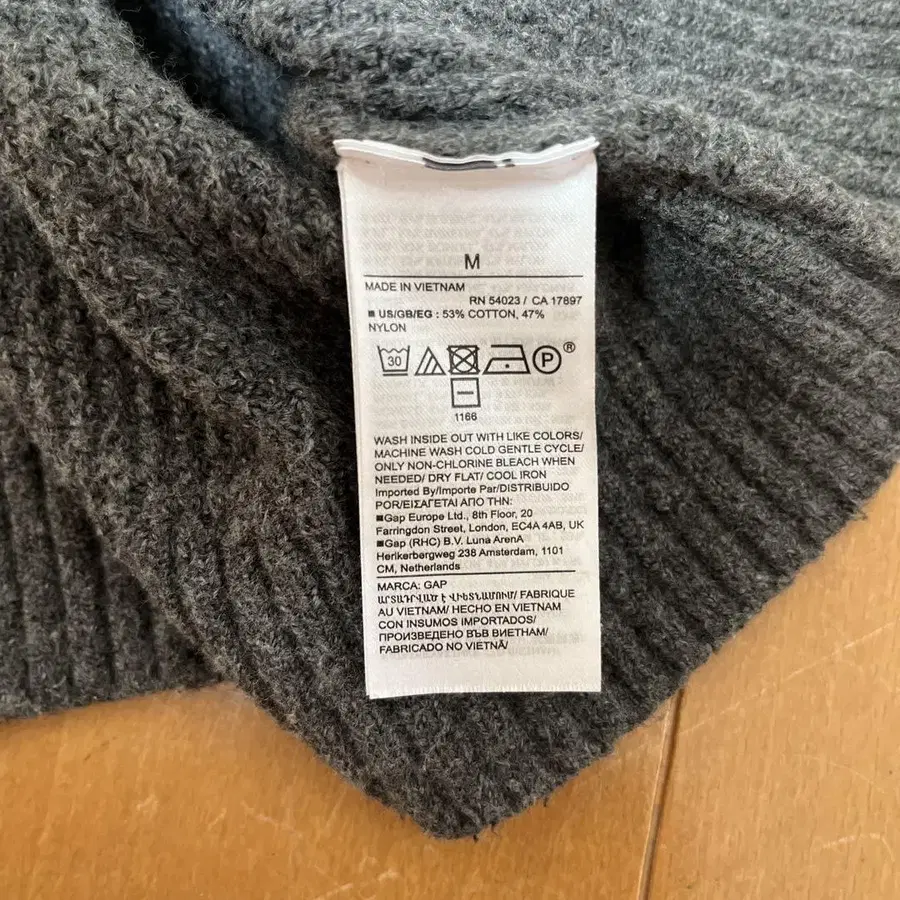 M
MADE IN VIETNAM
RN 54023 / CA 17897
■ US/GB/EG : 53% COTTON, 47%
NYLON
30 P ®
1166
WASH INSIDE OUT WITH LIKE COLORS/
MACHINE WASH COLD GENTLE CYCLE/
ONLY NON-CHLORINE BLEACH WHEN
NEEDED/ DRY FLAT/ COOL IRON
Imported By/Importe Par/DISTRIBUIDO
POR/ΕΙΣΑΓΕΤΑΙ ΑΠΟ ΤΗΝ:
■Gap Europe Ltd., 8th Floor, 20
Farringdon Street, London, EC4A 4AB, UK
■Gap (RHC) B.V. Luna ArenA
Herikerbergweg 238 Amsterdam, 1101
CM, Netherlands
MARCA: GAP
ԱՐՏԱԴՐՎԱԾ Է ՎԻԵՏՆԱՄՈՒՄ/ FABRIQUE
AU VIETNAM/ HECHO EN VIETNAM
CON INSUMOS IMPORTADOS/
ПРОИЗВЕДЕНО ВЪВ ВИЕТНАМ/
FABRICADO NO VIETNÃ/